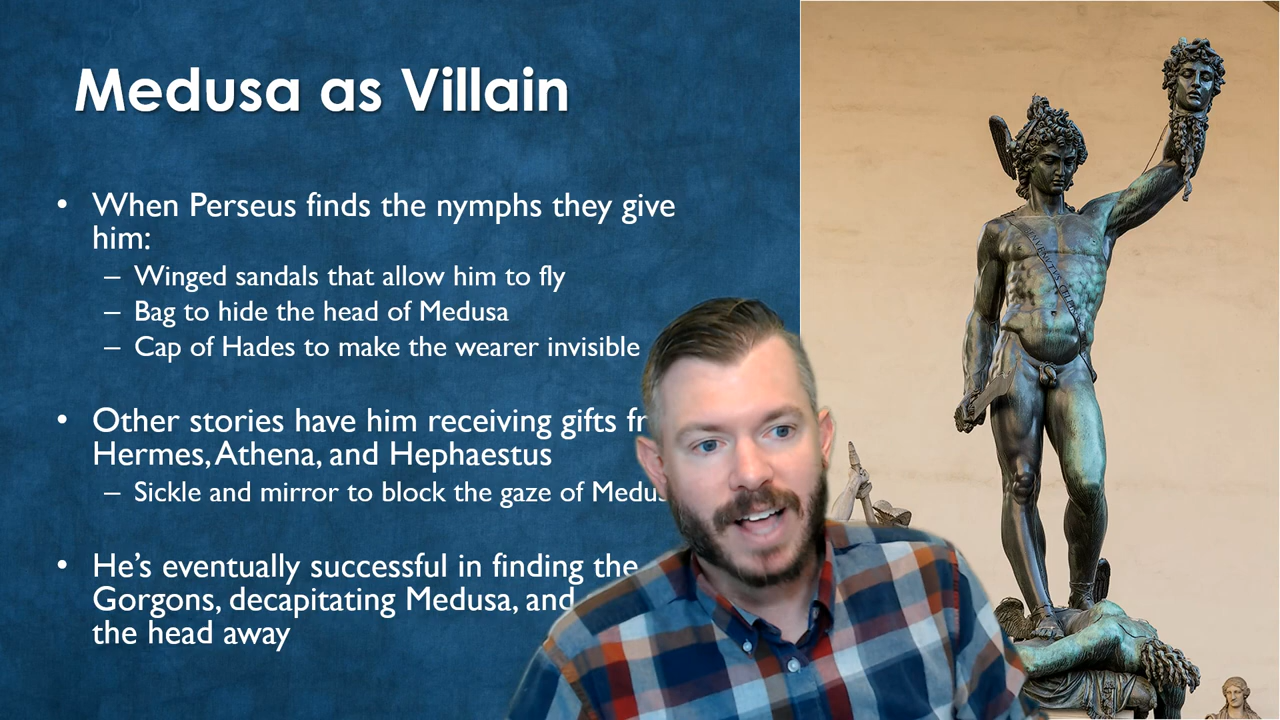 Medusa as Villain
• When Perseus finds the nymphs they give
him:
– Winged sandals that allow him to fly
– Bag to hide the head of Medusa
– Cap of Hades to make the wearer invisible
• Other stories have him receiving gifts
Hermes, Athena, and Hephaestus
– Sickle and mirror to block the gaze of
• He’s eventually successful in finding the
Gorgons, decapitating Medusa, and
the head away